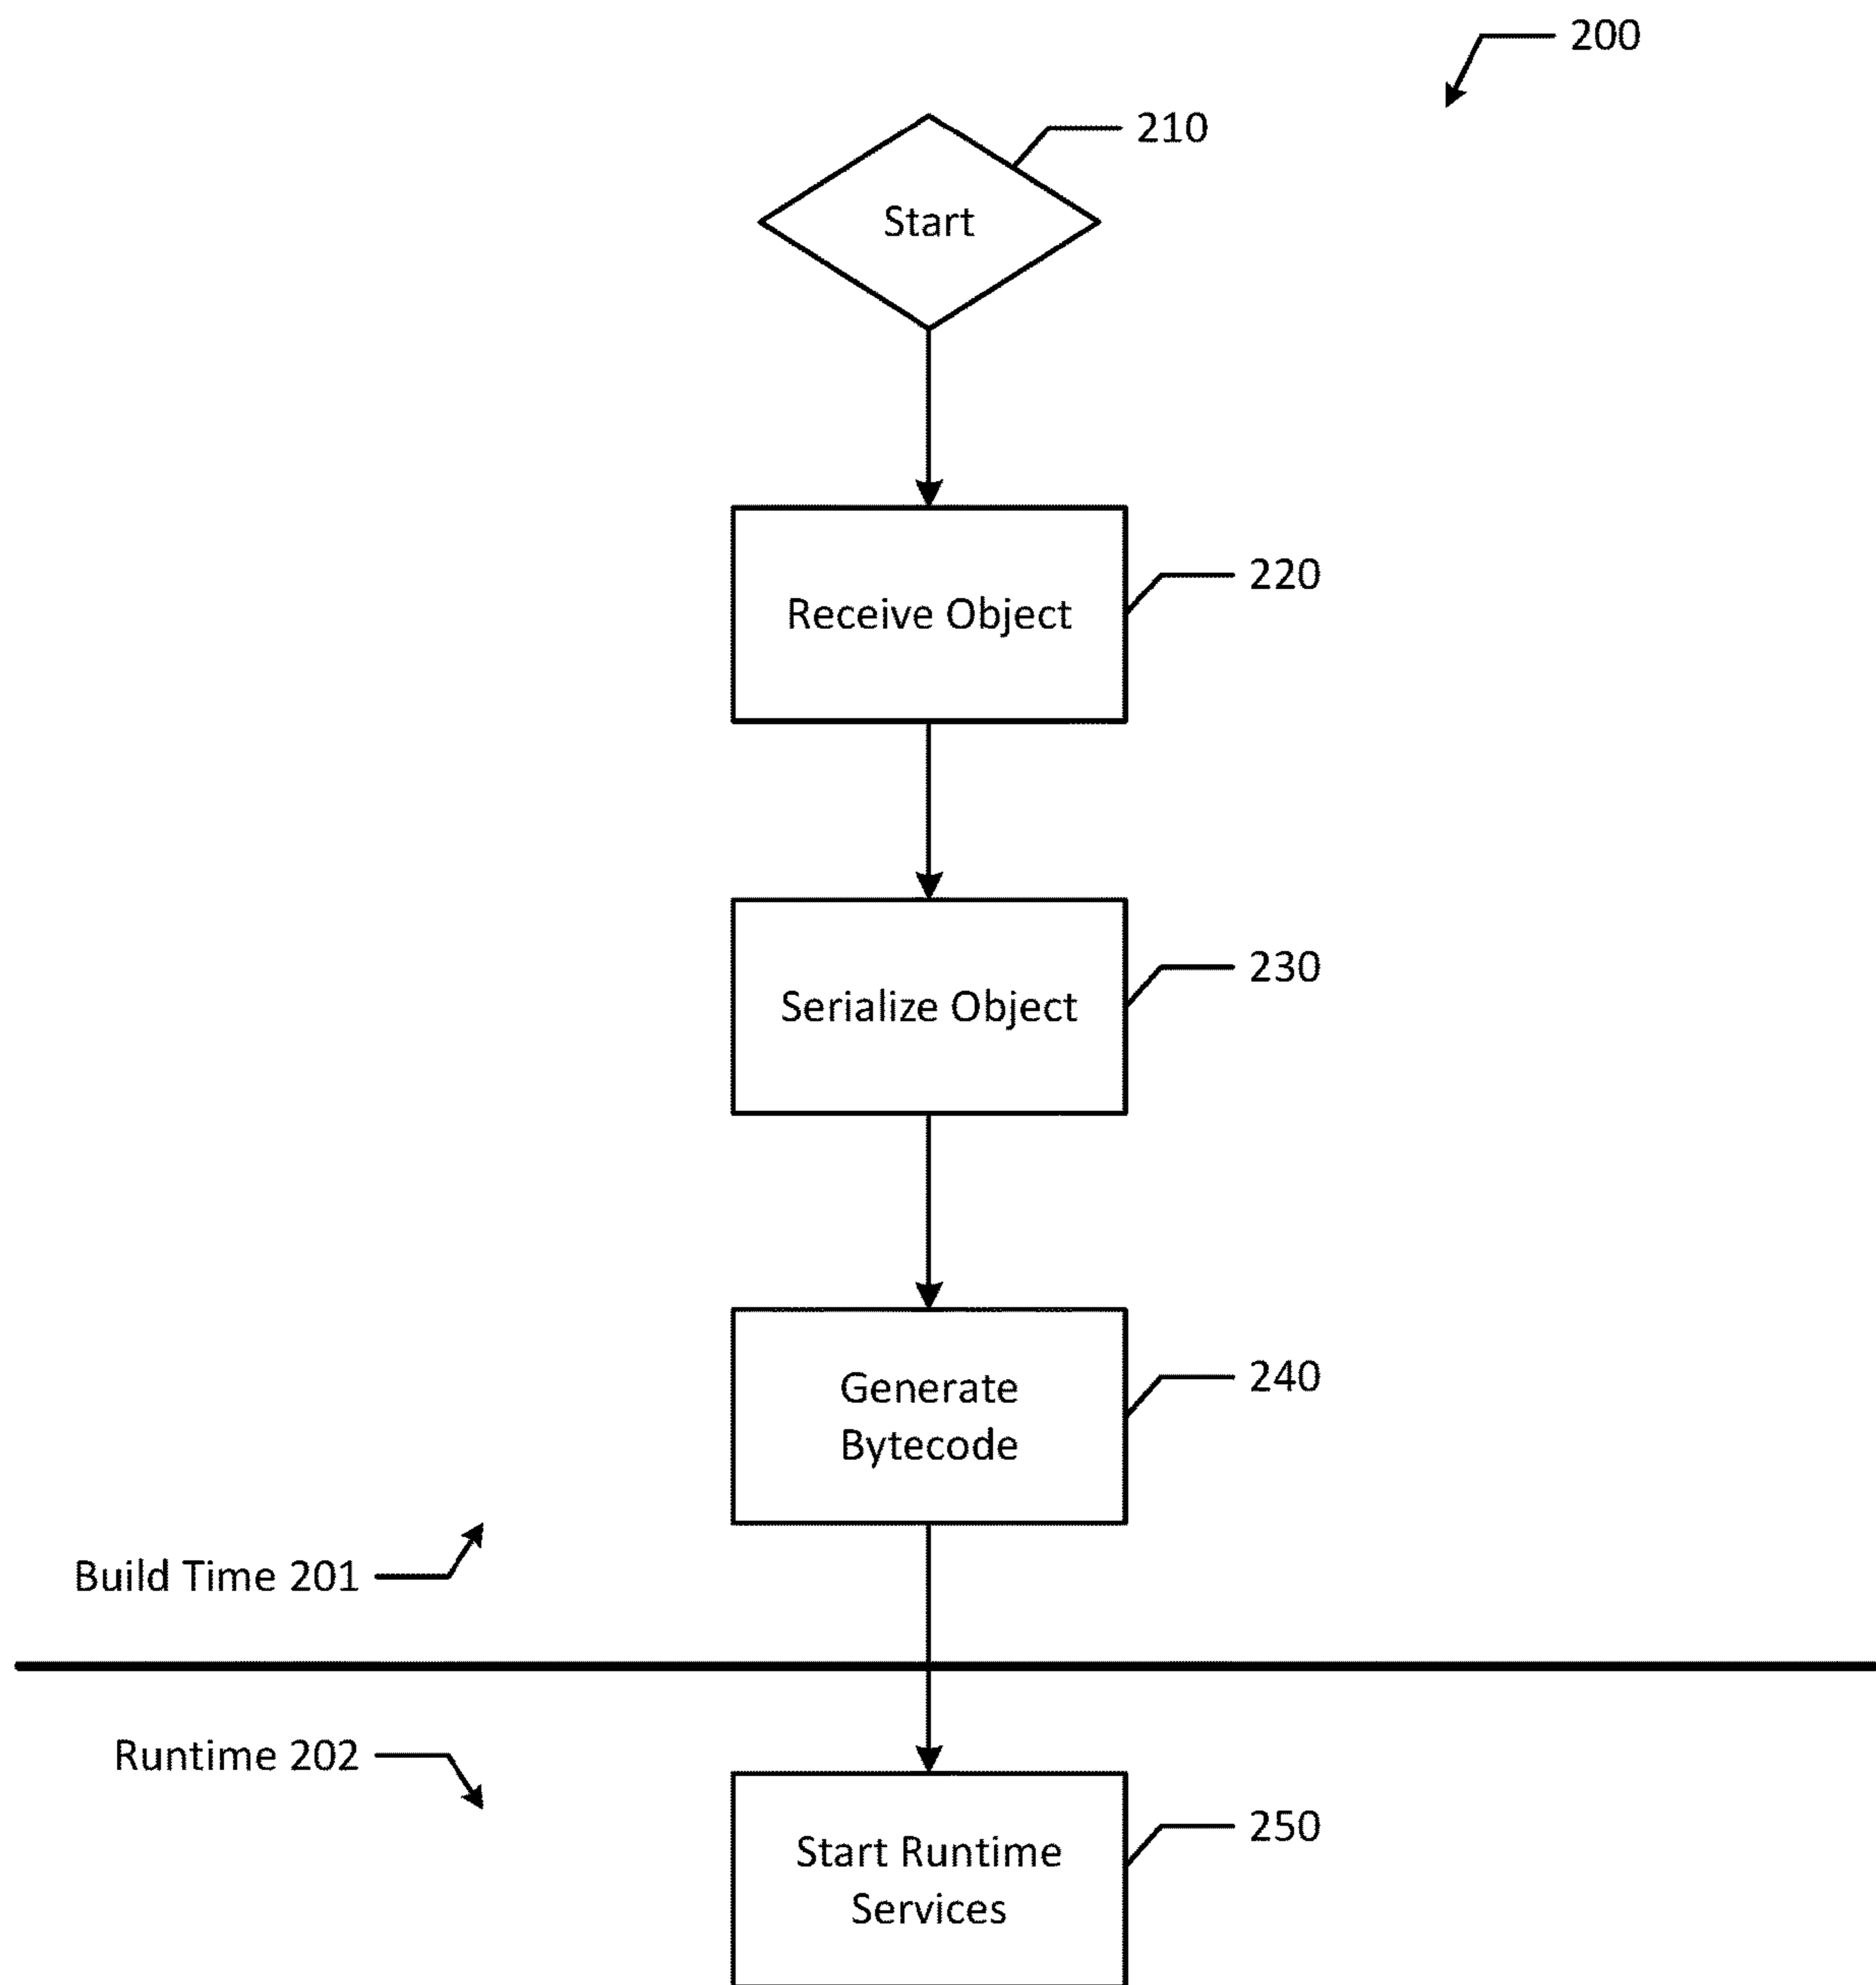 200
210
Start
220
Receive Object
230
Serialize Object
240
Generate
Bytecode
Build Time 201
Runtime 202
250
Start Runtime
Services